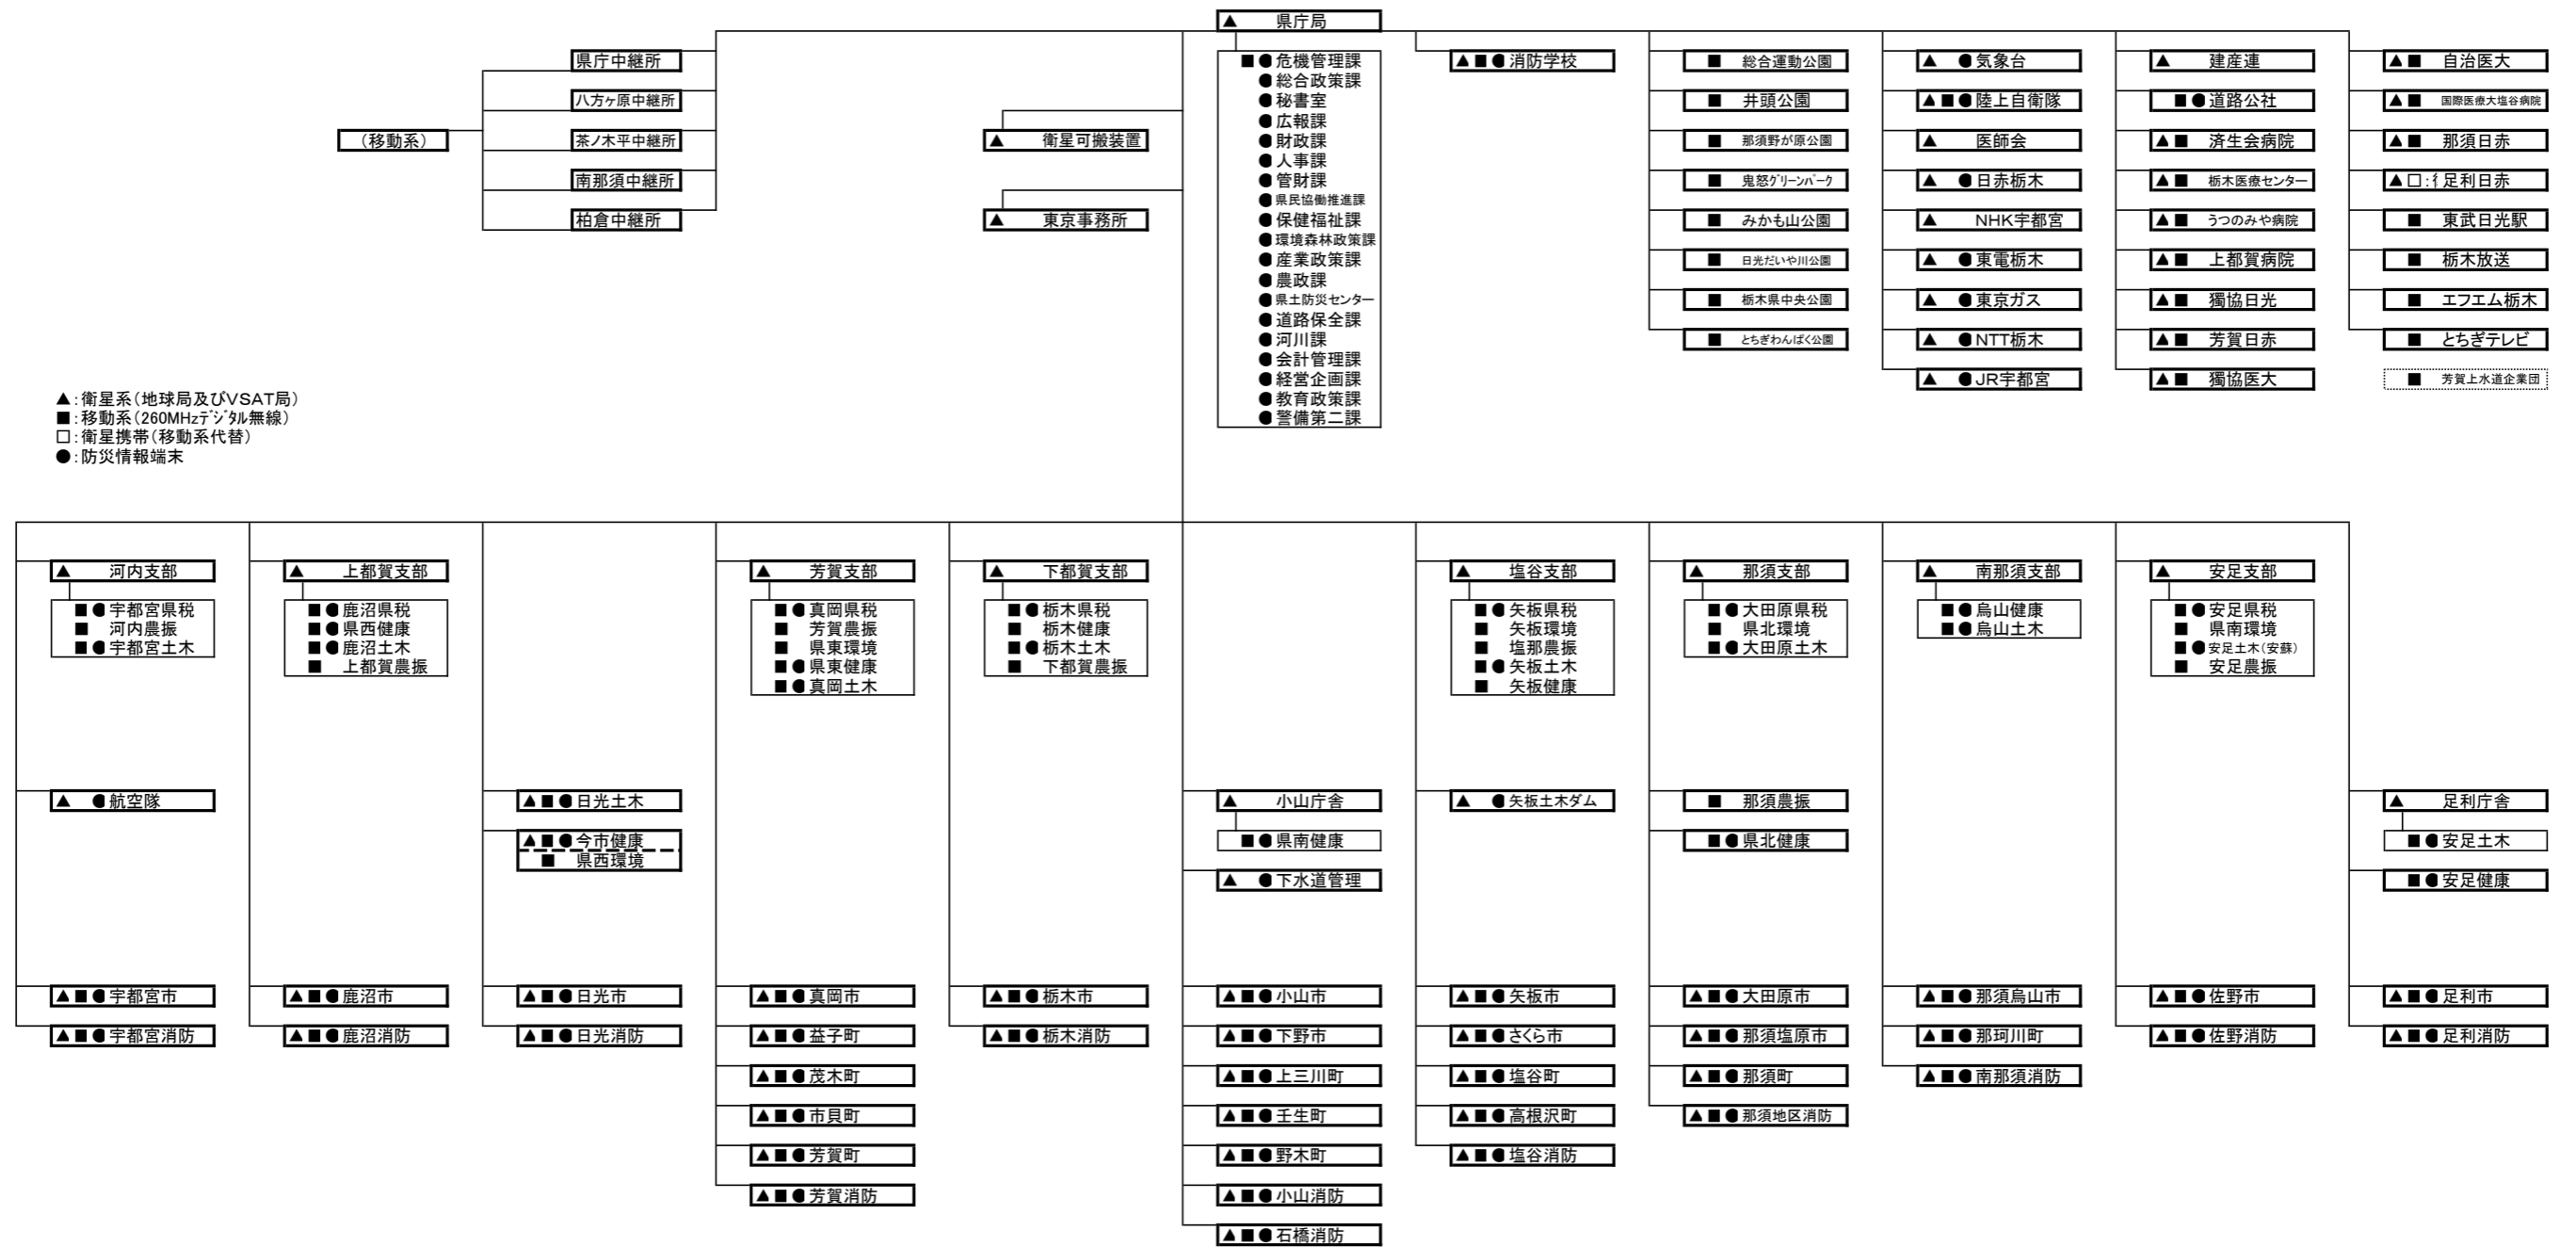 ▲ 県庁局
県庁中継所
八方ヶ原中継所
(移動系)
茶ノ木平中継所
南那須中継所
柏倉中継所
▲ 衛星可搬装置
▲ 東京事務所
■●危機管理課
●総合政策課
●秘書室
●広報課
●財政課
●人事課
●管財課
●県民協働推進課
●保健福祉課
●環境森林政策課
●産業政策課
●農政課
●県土防災センター
●道路保全課
●河川課
●会計管理課
●経営企画課
●教育政策課
●警備第二課
▲■●消防学校
■ 総合運動公園
■ 井頭公園
■ 那須野が原公園
■ 鬼怒グリーンパーク
■ みかも山公園
■ 日光だいや川公園
■ 栃木県中央公園
■ とちぎわんぱく公園
▲ ●気象台
▲■●陸上自衛隊
▲ 医師会
▲ ●日赤栃木
▲ NHK宇都宮
▲ ●東電栃木
▲ ●東京ガス
▲ ●NTT栃木
▲ ●JR宇都宮
▲ 建産連
■●道路公社
▲■ 済生会病院
▲■ 栃木医療センター
▲■ うつのみや病院
▲■ 上都賀病院
▲■ 獨協日光
▲■ 芳賀日赤
▲■ 獨協医大
▲■ 自治医大
▲■ 国際医療大塩谷病院
▲■ 那須日赤
▲□: 足利日赤
■ 東武日光駅
■ 栃木放送
■ エフエム栃木
■ とちぎテレビ
■ 芳賀上水道企業団
▲:衛星系(地球局及びVSAT局)
■:移動系(260MHzデジタル無線)
□:衛星携帯(移動系代替)
●:防災情報端末
▲ 河内支部
■●宇都宮県税
■ 河内農振
■●宇都宮土木
▲ ●航空隊
▲■●宇都宮市
▲■●宇都宮消防
▲ 上都賀支部
■●鹿沼県税
■●県西健康
■●鹿沼土木
■ 上都賀農振
▲■●鹿沼市
▲■●鹿沼消防
▲■●日光土木
▲■●今市健康
■ 県西環境
▲■●日光市
▲■●日光消防
▲ 芳賀支部
■●真岡県税
■ 芳賀農振
■ 県東環境
■●県東健康
■●真岡土木
▲■●真岡市
▲■●益子町
▲■●茂木町
▲■●市貝町
▲■●芳賀町
▲■●芳賀消防
▲ 下都賀支部
■●栃木県税
■ 栃木健康
■●栃木土木
■ 下都賀農振
▲■●栃木市
▲■●栃木消防
▲ 小山庁舎
■●県南健康
▲ ●下水道管理
▲■●小山市
▲■●下野市
▲■●上三川町
▲■●壬生町
▲■●野木町
▲■●小山消防
▲■●石橋消防
▲ 塩谷支部
■●矢板県税
■ 矢板環境
■ 塩那農振
■●矢板土木
■ 矢板健康
▲ ●矢板土木ダム
▲■●矢板市
▲■●さくら市
▲■●塩谷町
▲■●高根沢町
▲■●塩谷消防
▲ 那須支部
■●大田原県税
■ 県北環境
■●大田原土木
■ 那須農振
■●県北健康
▲■●大田原市
▲■●那須塩原市
▲■●那須町
▲■●那須地区消防
▲ 南那須支部
■●烏山健康
■●烏山土木
▲■●那須烏山市
▲■●那珂川町
▲■●南那須消防
▲ 安足支部
■●安足県税
■ 県南環境
■●安足土木(安蘇)
■ 安足農振
▲■●佐野市
▲■●佐野消防
▲ 足利庁舎
■●安足土木
■●安足健康
▲■●足利市
▲■●足利消防